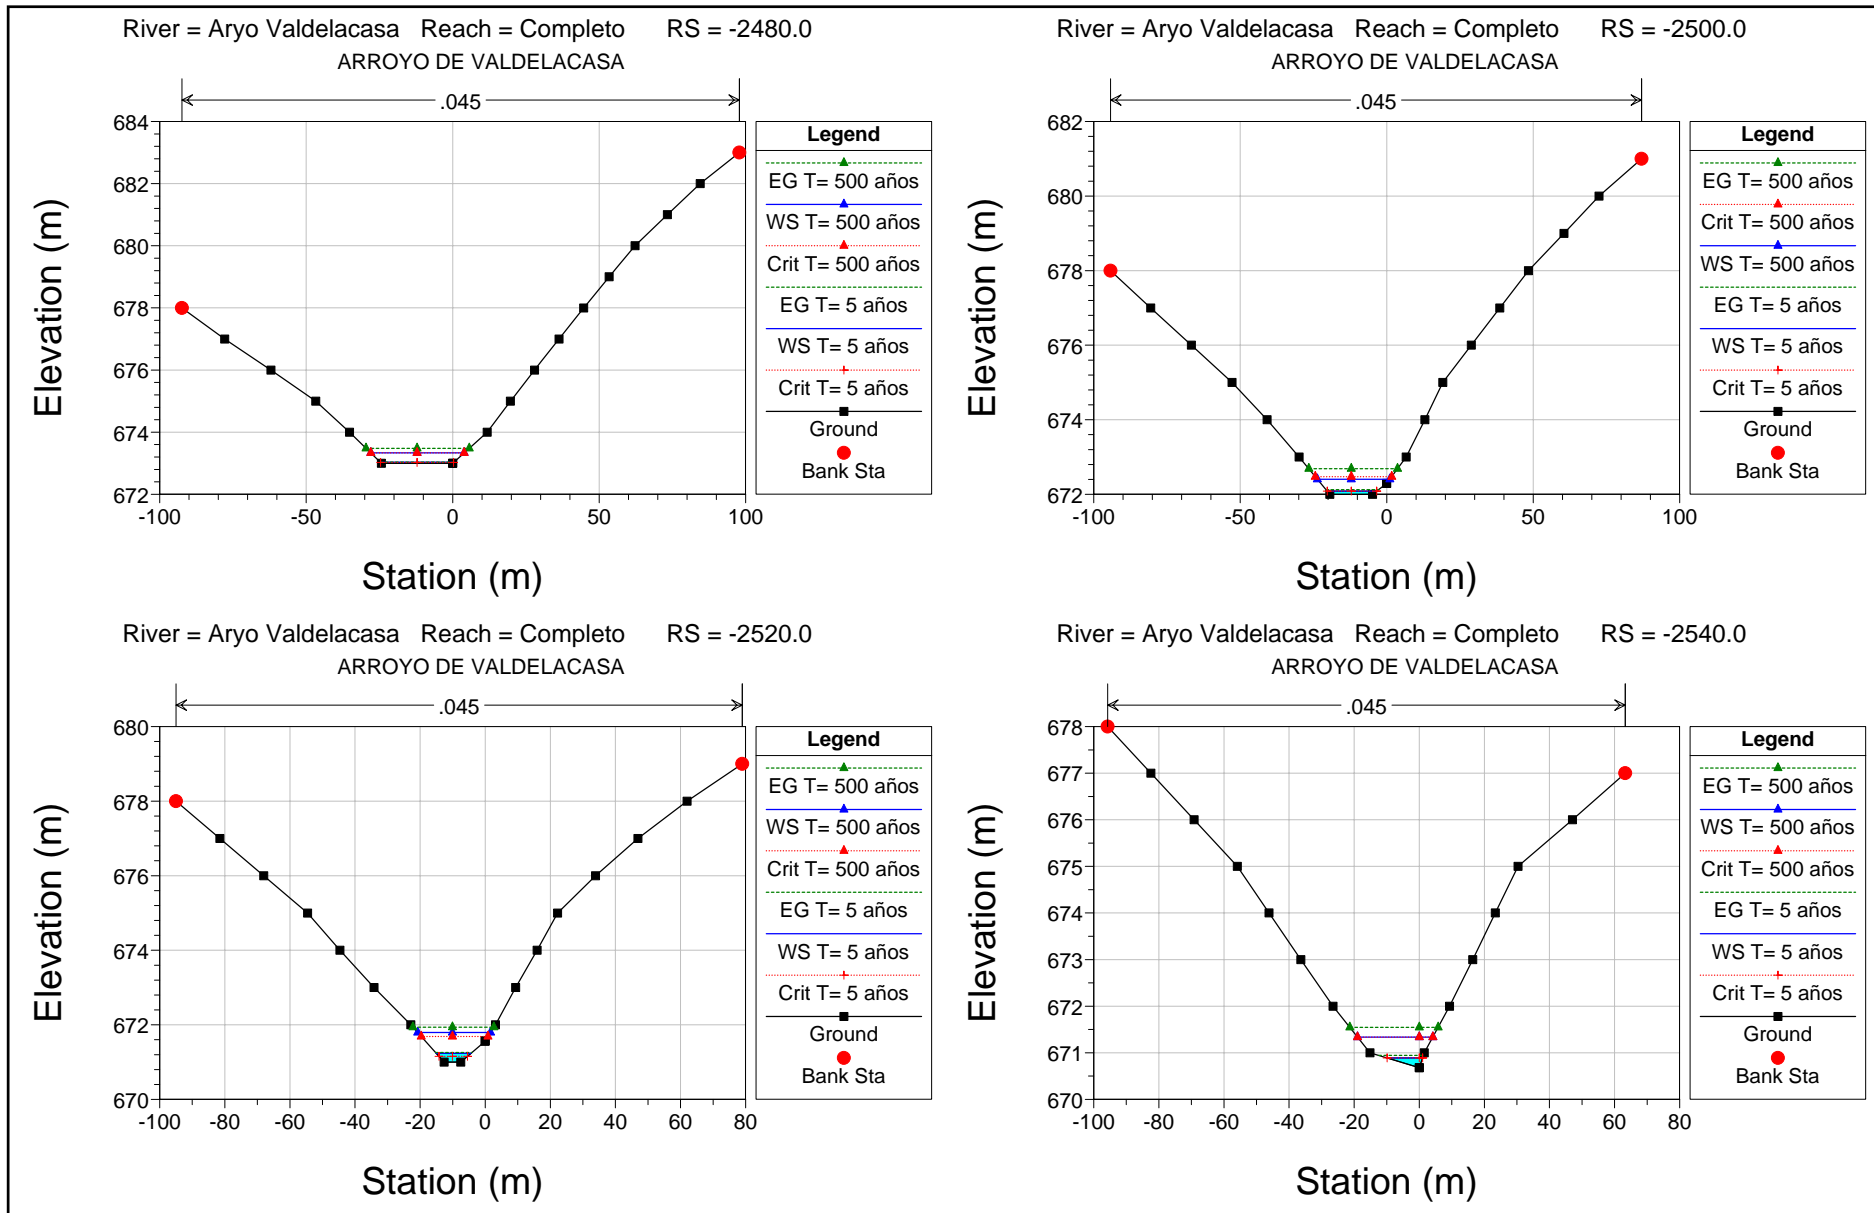 River = Aryo Valdelacasa Reach = Completo RS = -2480.0
ARROYO DE VALDELACASA
.045
684
682
680
678
676
674
672
-100
-50
0
50
100
Elevation (m)
Station (m)
Legend
EG T= 500 años
WS T= 500 años
Crit T= 500 años
EG T= 5 años
WS T= 5 años
Crit T= 5 años
Ground
Bank Sta
River = Aryo Valdelacasa Reach = Completo RS = -2500.0
ARROYO DE VALDELACASA
.045
682
680
678
676
674
672
-100
-50
0
50
100
Elevation (m)
Station (m)
Legend
EG T= 500 años
Crit T= 500 años
WS T= 500 años
EG T= 5 años
WS T= 5 años
Crit T= 5 años
Ground
Bank Sta
River = Aryo Valdelacasa Reach = Completo RS = -2520.0
ARROYO DE VALDELACASA
.045
680
678
676
674
672
670
-100
-80
-60
-40
-20
0
20
40
60
80
Elevation (m)
Station (m)
Legend
EG T= 500 años
WS T= 500 años
Crit T= 500 años
EG T= 5 años
WS T= 5 años
Crit T= 5 años
Ground
Bank Sta
River = Aryo Valdelacasa Reach = Completo RS = -2540.0
ARROYO DE VALDELACASA
.045
678
677
676
675
674
673
672
671
670
-100
-80
-60
-40
-20
0
20
40
60
80
Elevation (m)
Station (m)
Legend
EG T= 500 años
WS T= 500 años
Crit T= 500 años
EG T= 5 años
WS T= 5 años
Crit T= 5 años
Ground
Bank Sta